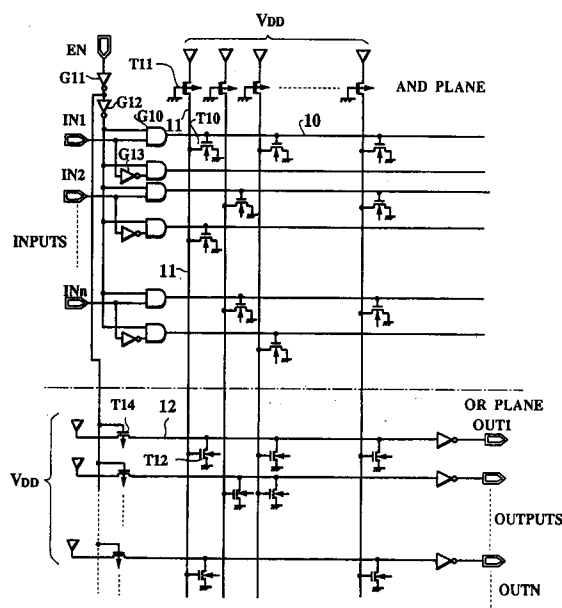 VDD
EN
T11
AND PLANE
G11
G12
IN1
G10
11
T10
10
G13
IN2
INPUTS
11
INn
OR PLANE
T14
12
OUT1
VDD
T12
OUTPUTS
OUTN